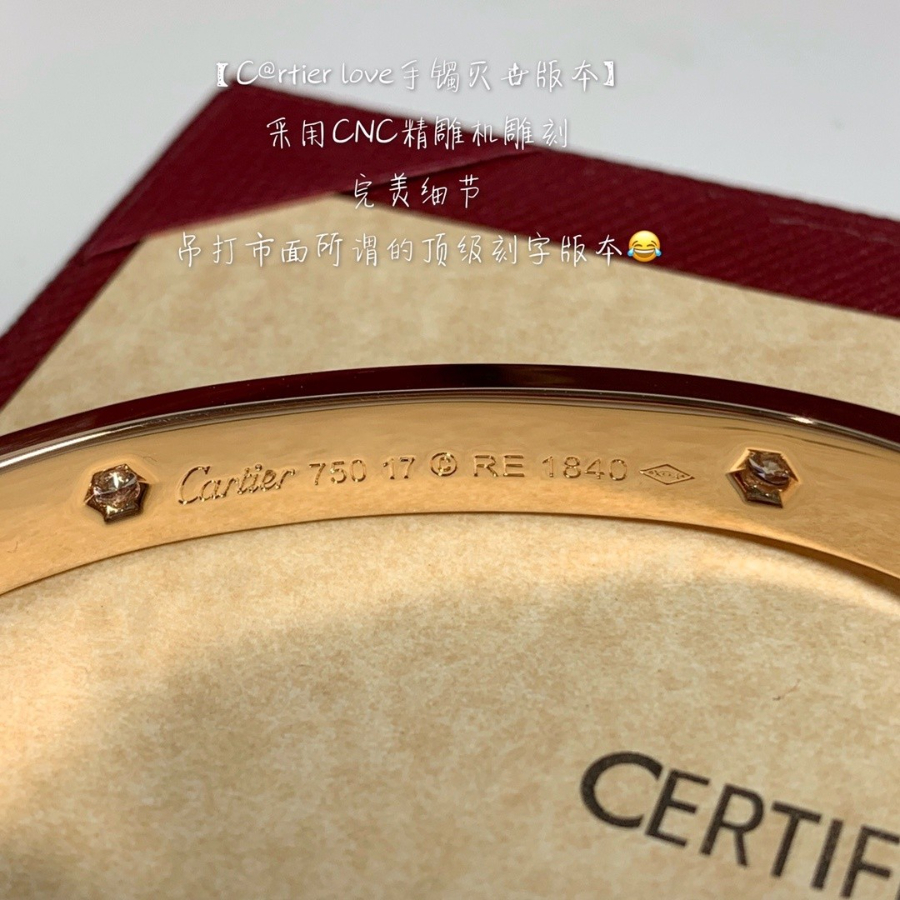 【C@rtier love手镯灭世版本】
采用CNC精雕机雕刻
完美细节
吊打市面所谓的顶级刻字版本😂
Cartier 750 17 © RE 1840
CERTIF